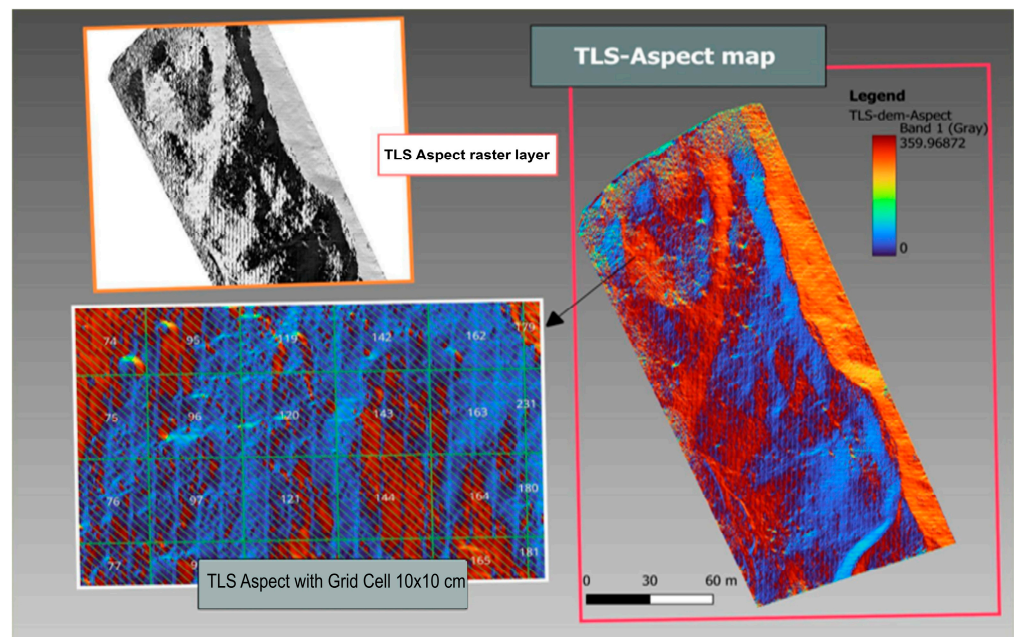 TLS-Aspect map
Legend
TLS-dem-Aspect
Band 1 (Gray)
359.96872
0
TLS Aspect raster layer
74 95 119 142 162 179
75 96 120 143 163 231
76 97 121 144 164 180
77 165 181
TLS Aspect with Grid Cell 10x10 cm
0 30 60 m